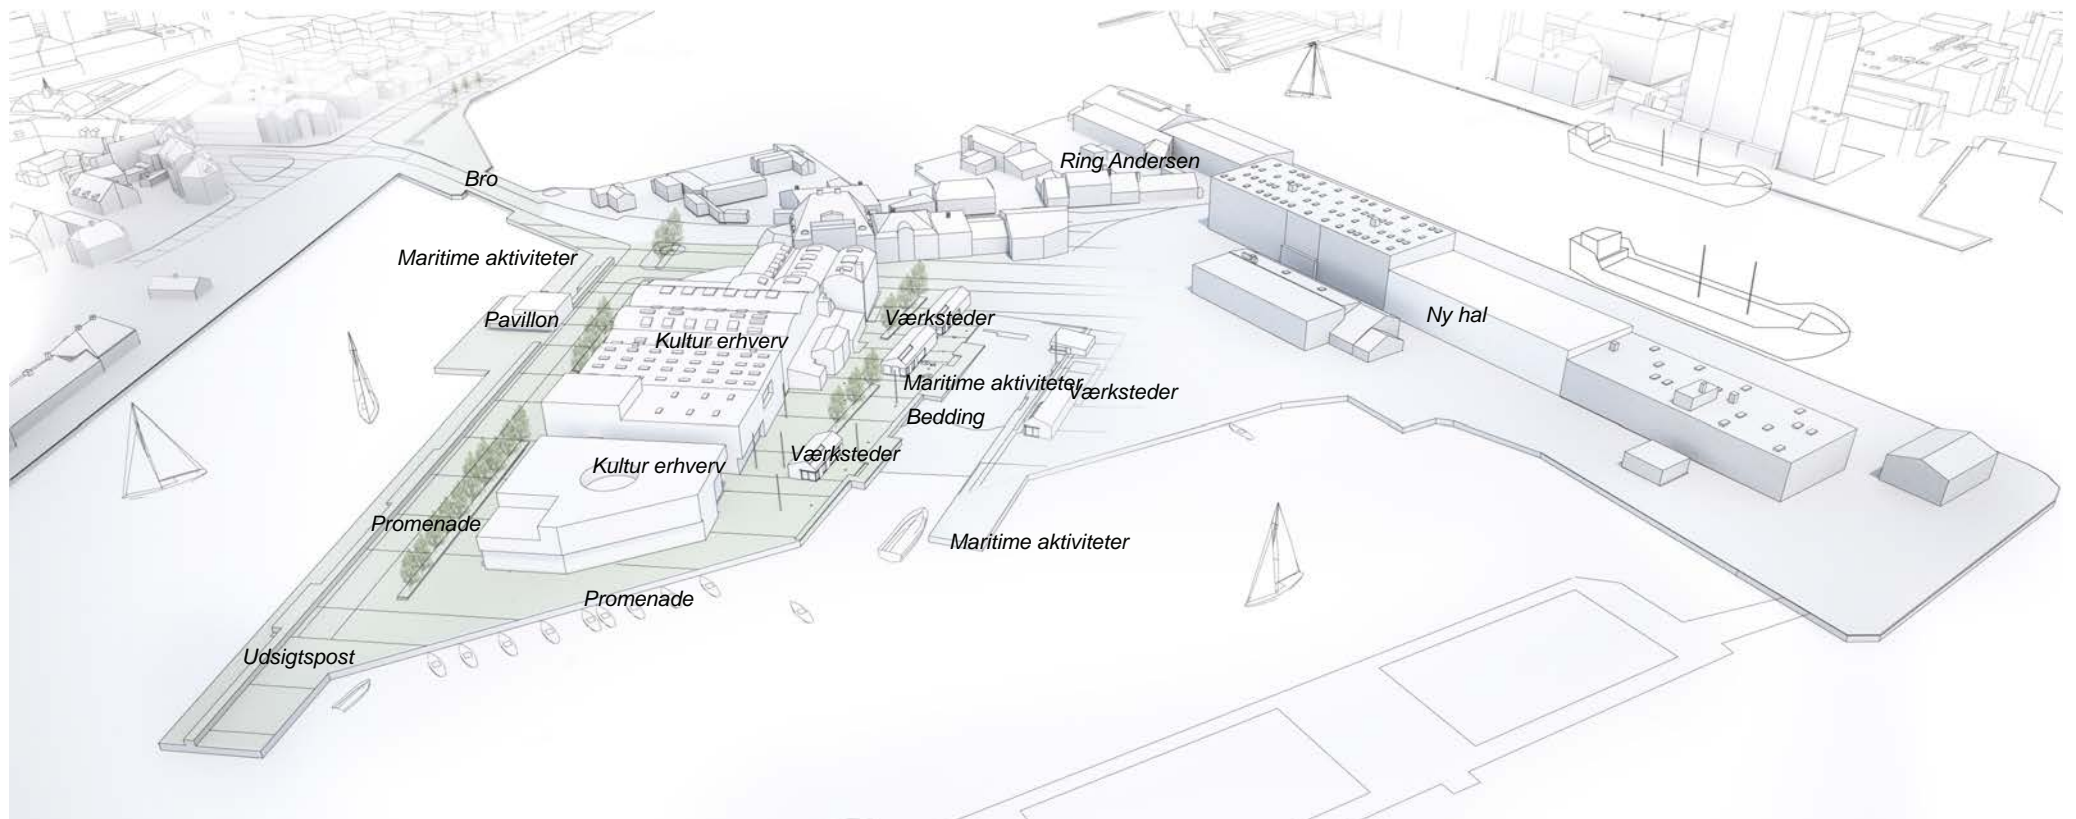 Ring Andersen
Bro
Maritime aktiviteter
Pavillon
Værksteder
Ny hal
Kultur erhverv
Maritime aktiviteter
Værksteder
Bedding
Værksteder
Kultur erhverv
Promenade
Maritime aktiviteter
Promenade
Udsigtspost